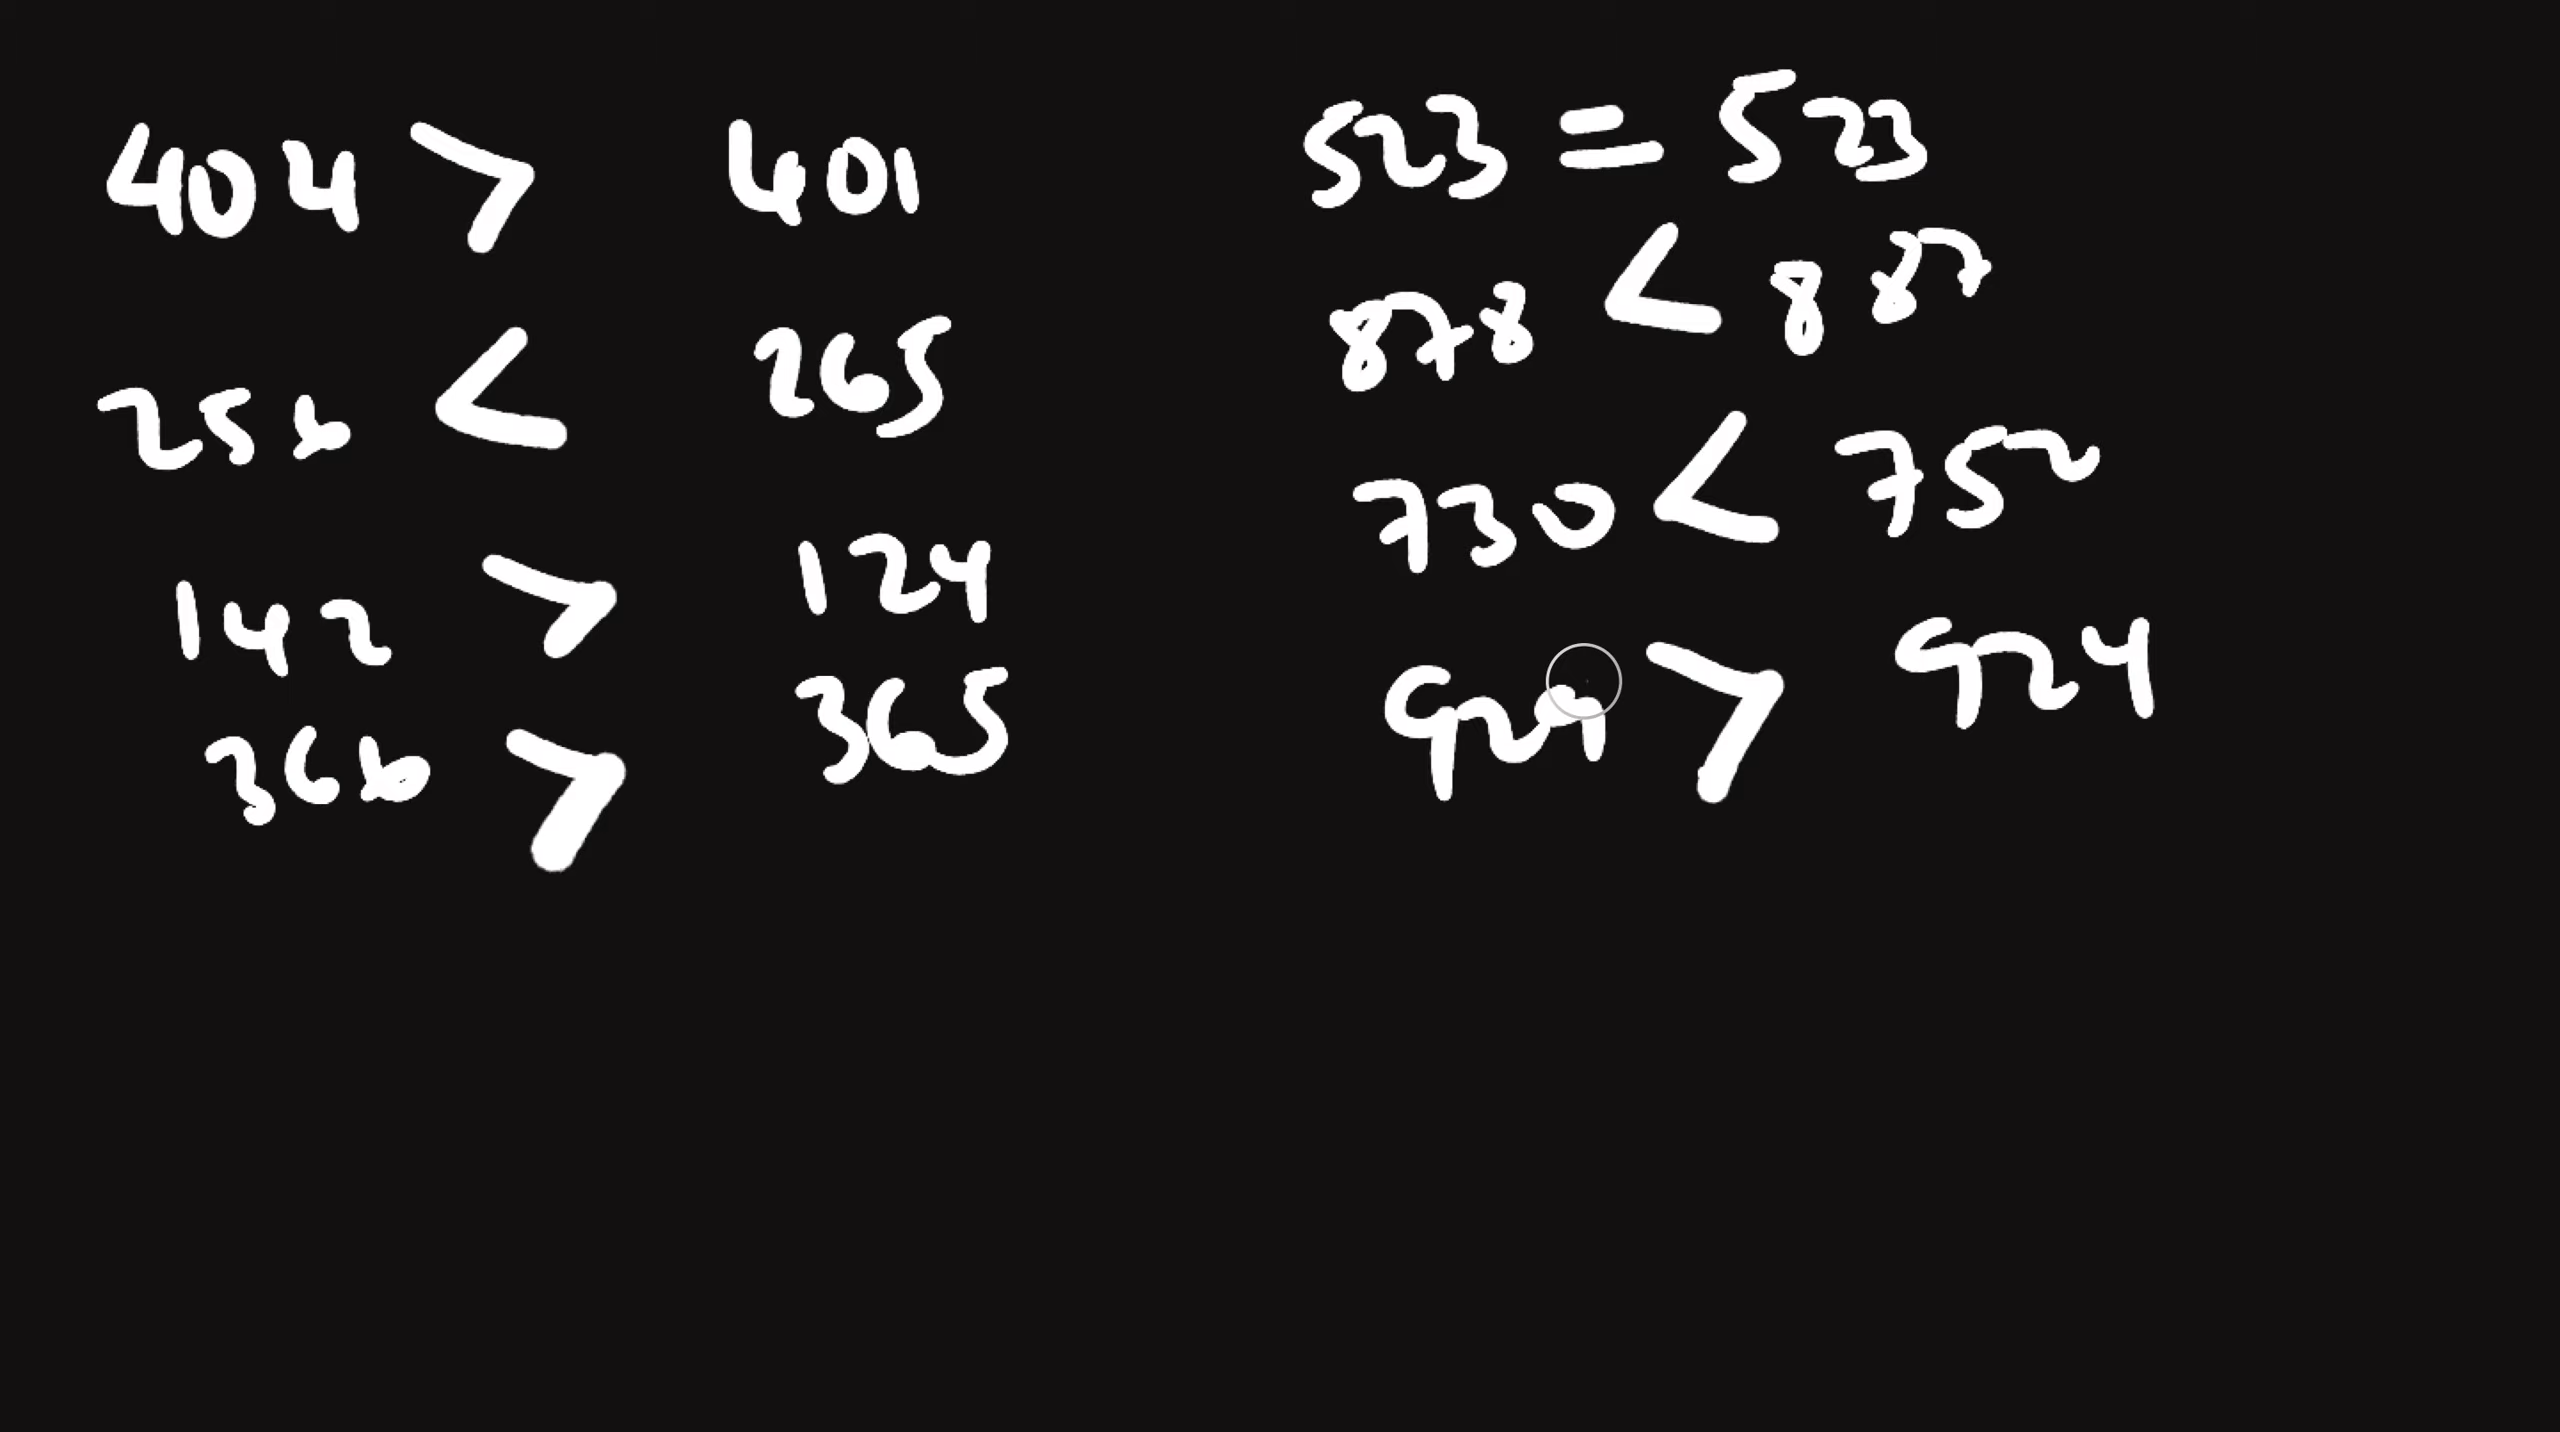 404 > 401
256 < 265
142 > 124
366 > 365
523 = 523
878 < 887
730 < 752
929 > 924